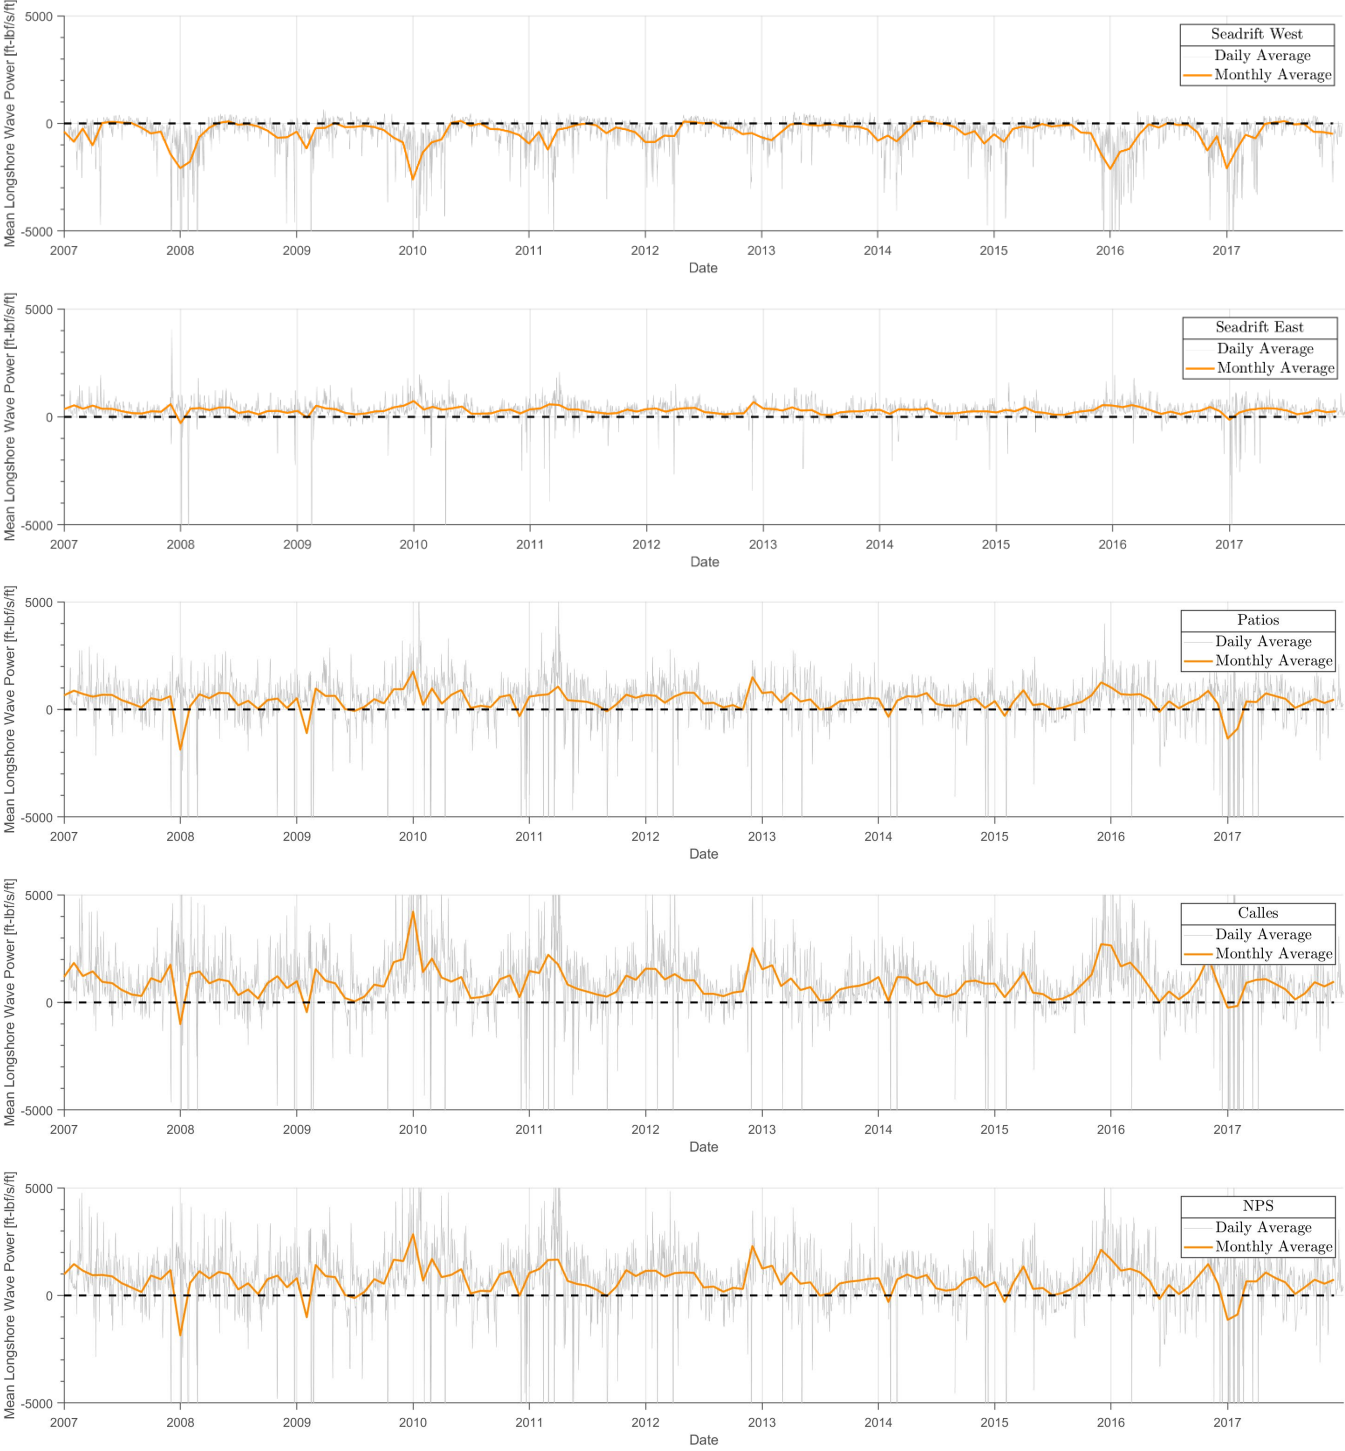 Mean Longshore Wave Power [ft-lbf/s/ft]
5000
0
-5000
Seadrift West
Daily Average
Monthly Average
2007 2008 2009 2010 2011 2012 2013 2014 2015 2016 2017
Date
Mean Longshore Wave Power [ft-lbf/s/ft]
5000
0
-5000
Seadrift East
Daily Average
Monthly Average
2007 2008 2009 2010 2011 2012 2013 2014 2015 2016 2017
Date
Mean Longshore Wave Power [ft-lbf/s/ft]
5000
0
-5000
Patios
Daily Average
Monthly Average
2007 2008 2009 2010 2011 2012 2013 2014 2015 2016 2017
Date
Mean Longshore Wave Power [ft-lbf/s/ft]
5000
0
-5000
Calles
Daily Average
Monthly Average
2007 2008 2009 2010 2011 2012 2013 2014 2015 2016 2017
Date
Mean Longshore Wave Power [ft-lbf/s/ft]
5000
0
-5000
NPS
Daily Average
Monthly Average
2007 2008 2009 2010 2011 2012 2013 2014 2015 2016 2017
Date